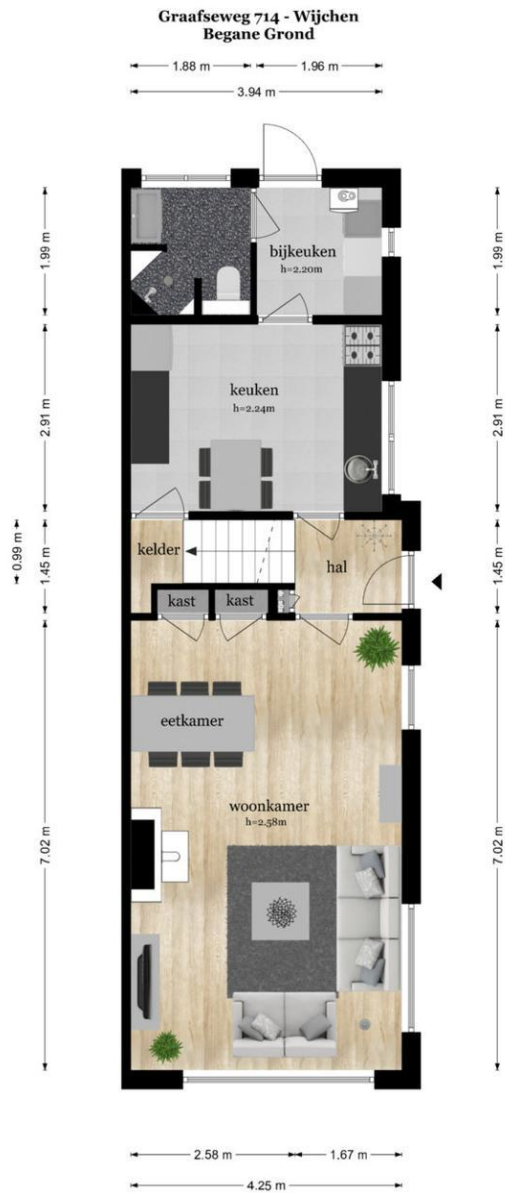 Graafseweg 714 - Wijchen
Begane Grond
1.88 m
1.96 m
3.94 m
1.99 m
1.99 m
bijkeuken
h=2.20m
2.91 m
2.91 m
keuken
h=2.24m
0.99 m
1.45 m
1.45 m
kelder
hal
kast
kast
eetkamer
woonkamer
h=2.58m
7.02 m
7.02 m
2.58 m
1.67 m
4.25 m